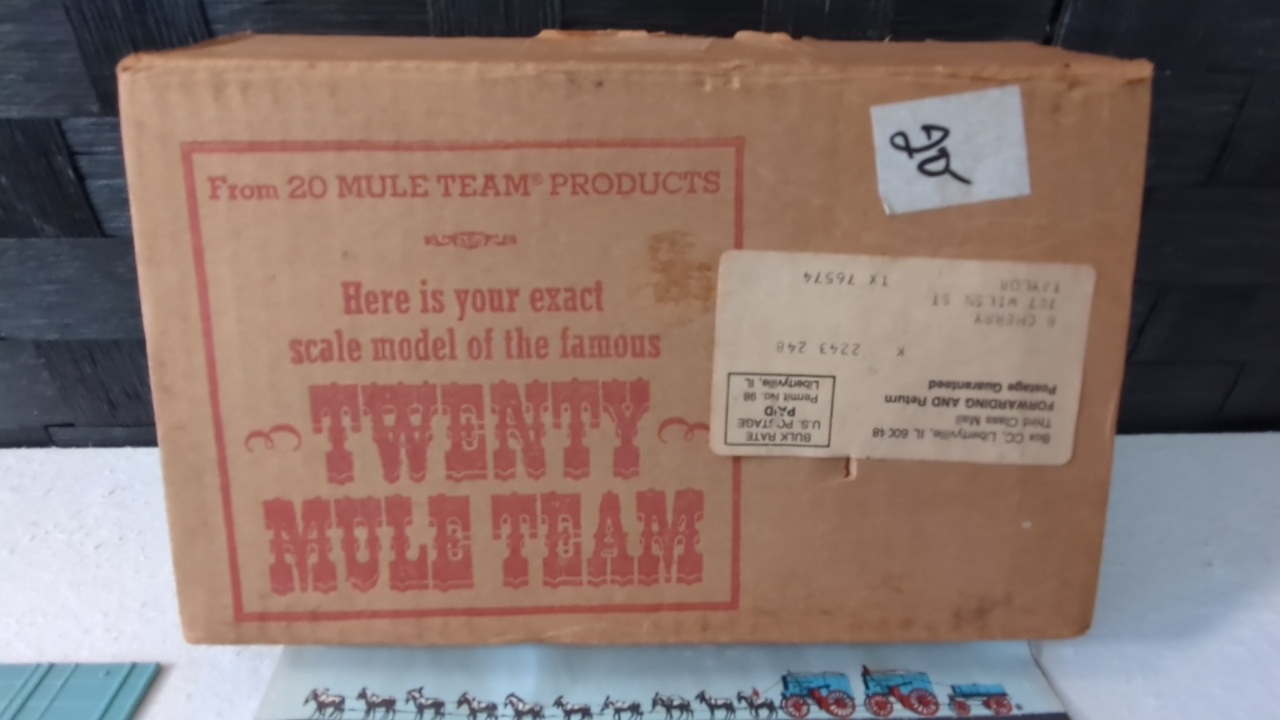 From 20 MULE TEAM® PRODUCTS
Here is your exact
scale model of the famous
TWENTY
MULE TEAM
20
Box CC, Libertyville, IL 60048
Third Class Mail
FORWARDING AND Return
Postage Guaranteed
BULK RATE
U.S. POSTAGE
PAID
Permit No. 98
Libertyville, IL
K 2243 248
B CHERRY
707 WILSN ST
TAYLOR TX 76574